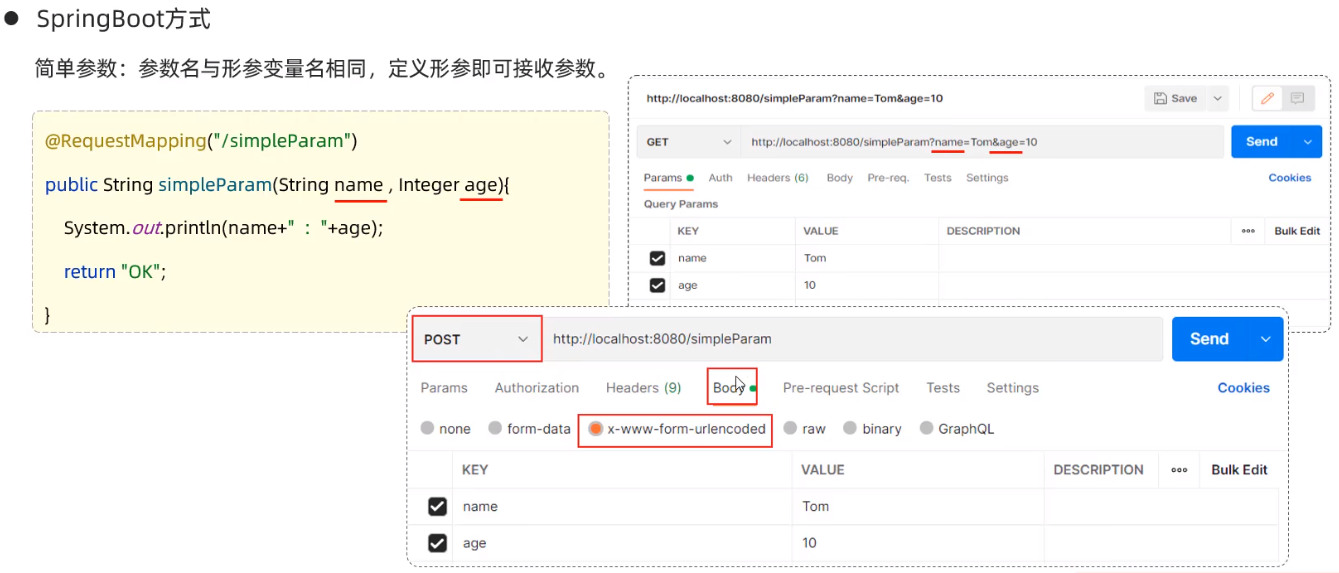 ● SpringBoot方式
简单参数：参数名与形参变量名相同，定义形参即可接收参数。
@RequestMapping("/simpleParam")
public String simpleParam(String name , Integer age){
System.out.println(name+" : "+age);
return "OK";
}
http://localhost:8080/simpleParam?name=Tom&age=10
Save
GET http://localhost:8080/simpleParam?name=Tom&age=10 Send
Params Auth Headers (6) Body Pre-req. Tests Settings Cookies
Query Params
KEY VALUE DESCRIPTION ooo Bulk Edit
name Tom
age 10
POST http://localhost:8080/simpleParam Send
Params Authorization Headers (9) Body Pre-request Script Tests Settings Cookies
none form-data x-www-form-urlencoded raw binary GraphQL
KEY VALUE DESCRIPTION ooo Bulk Edit
name Tom
age 10